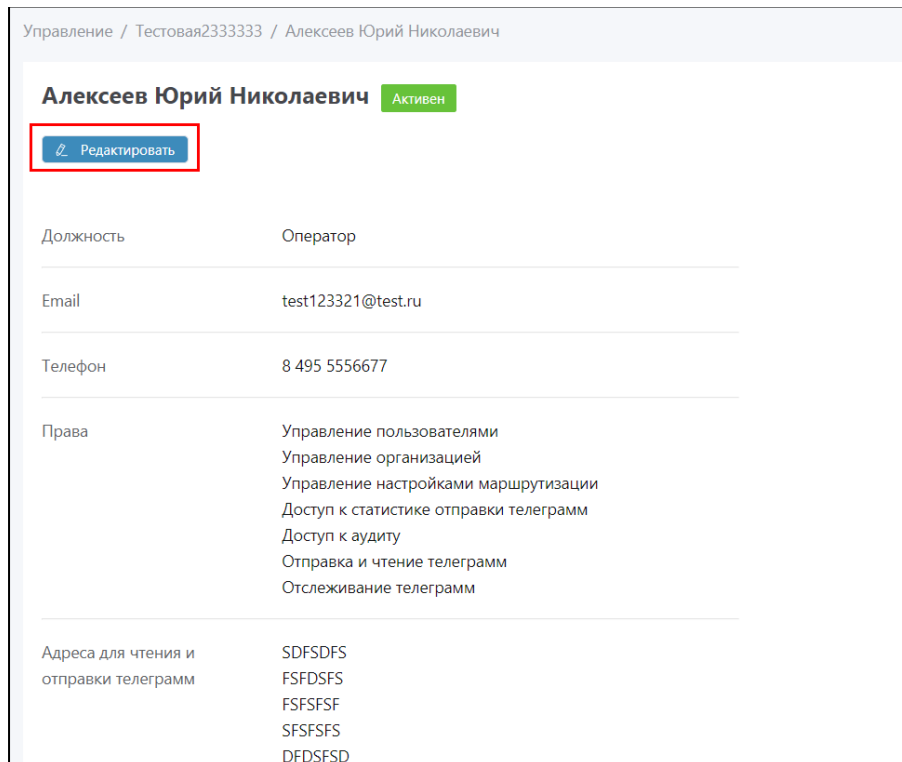 Управление / Тестовая2333333 / Алексеев Юрий Николаевич
Алексеев Юрий Николаевич Активен
Редактировать
Должность Оператор
Email test123321@test.ru
Телефон 8 495 5556677
Права Управление пользователями
Управление организацией
Управление настройками маршрутизации
Доступ к статистике отправки телеграмм
Доступ к аудиту
Отправка и чтение телеграмм
Отслеживание телеграмм
Адреса для чтения и SDFSDFS
отправки телеграмм FSFDSFS
FSFSFSF
SFSFSFS
DFDSFSD